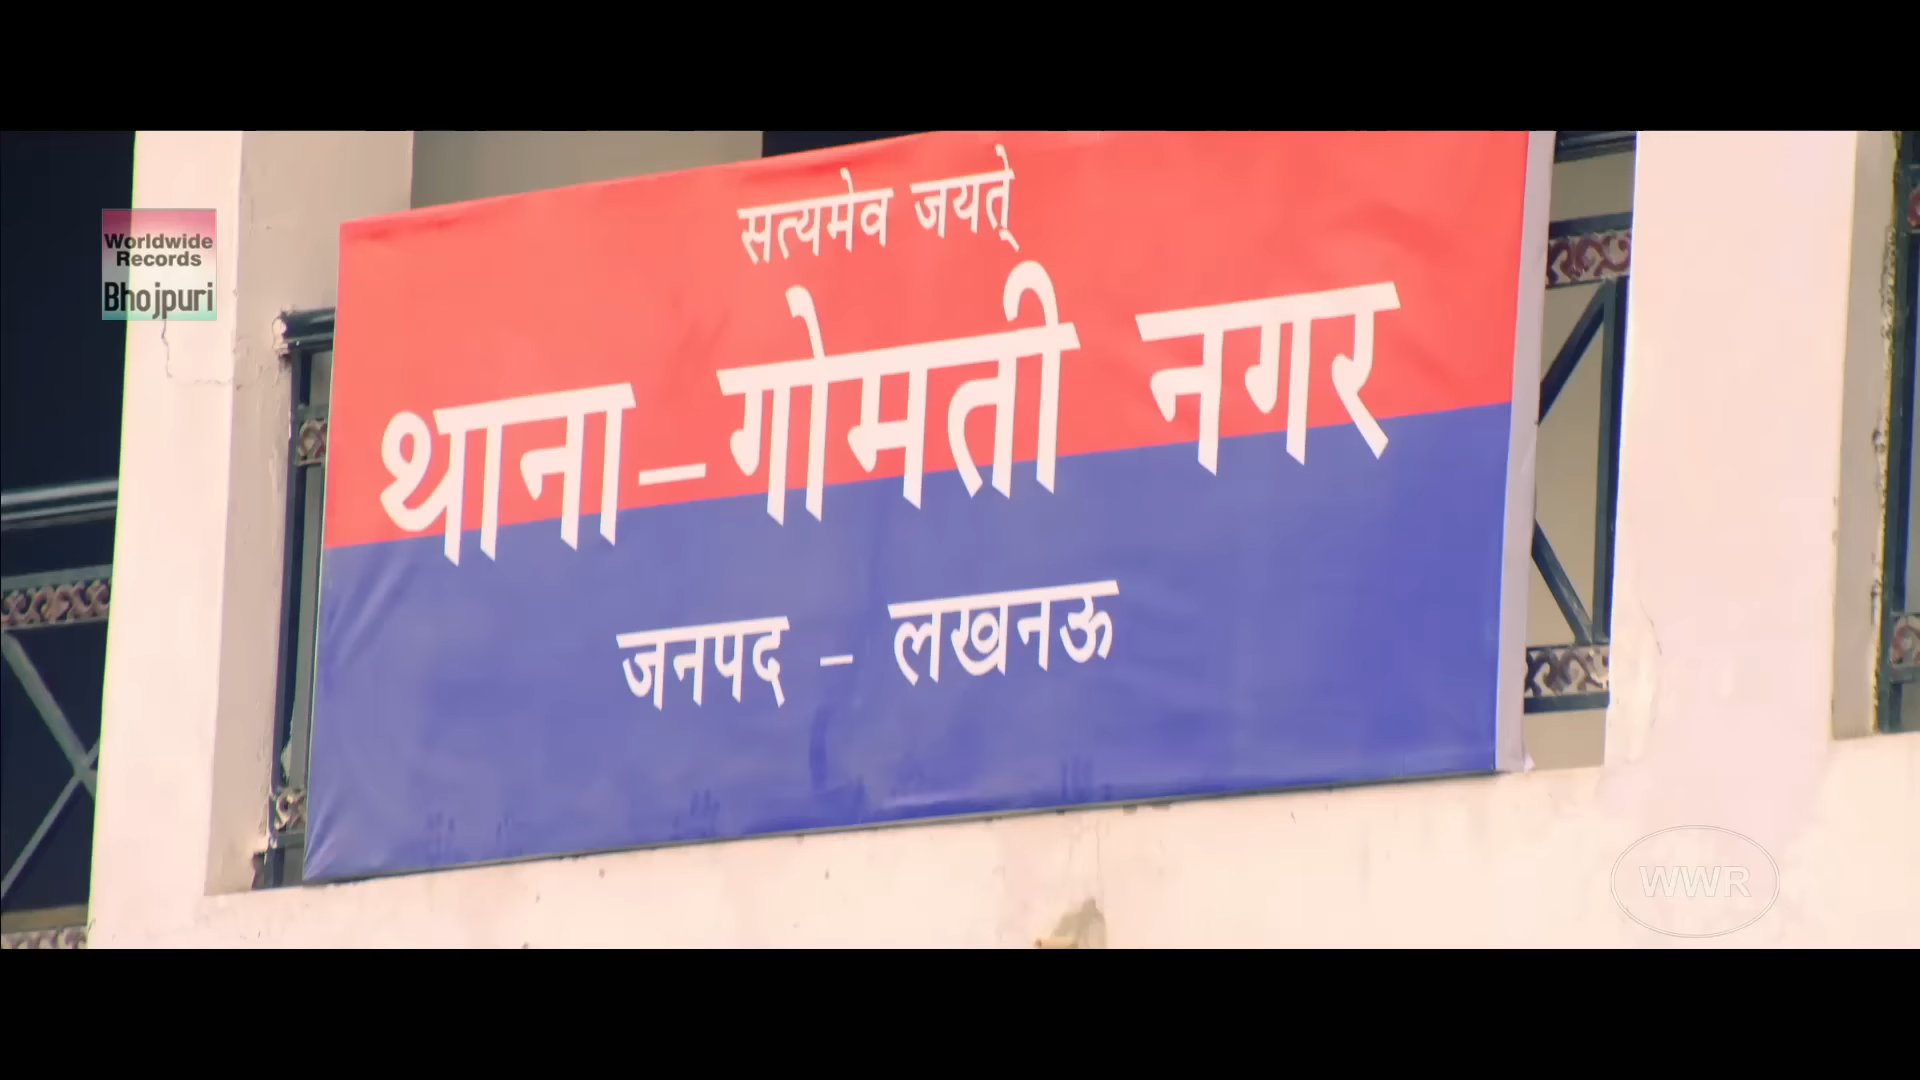 Worldwide
Records
Bhojpuri
सत्यमेव जयते्
थाना–गोमती नगर
जनपद – लखनऊ
WWR